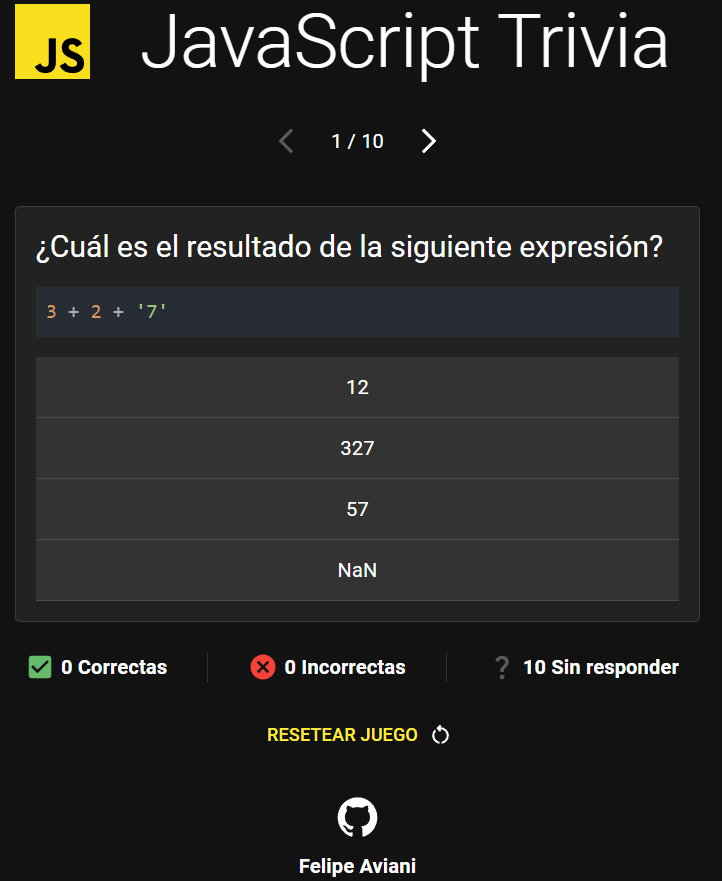 JS
JavaScript Trivia
1 / 10
¿Cuál es el resultado de la siguiente expresión?
3 + 2 + '7'
12
327
57
NaN
0 Correctas
0 Incorrectas
? 10 Sin responder
RESETEAR JUEGO
Felipe Aviani